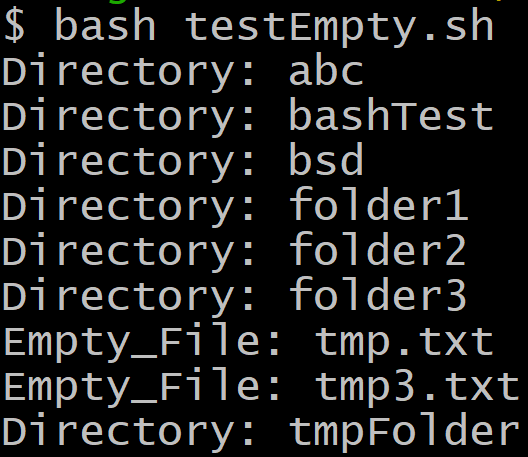 $ bash testEmpty.sh
Directory: abc
Directory: bashTest
Directory: bsd
Directory: folder1
Directory: folder2
Directory: folder3
Empty_File: tmp.txt
Empty_File: tmp3.txt
Directory: tmpFolder